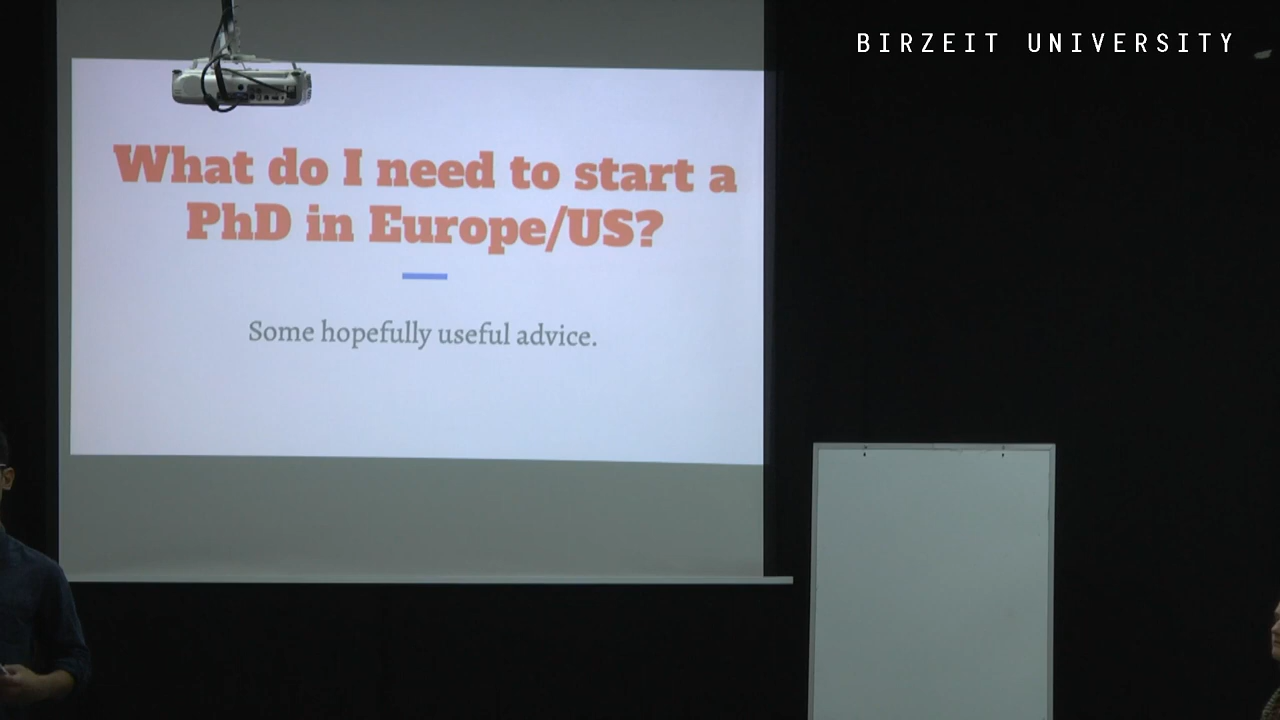 BIRZEIT UNIVERSITY
What do I need to start a
PhD in Europe/US?
Some hopefully useful advice.